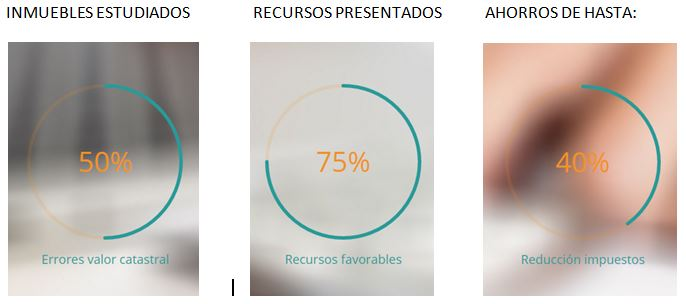 INMUEBLES ESTUDIADOS
RECURSOS PRESENTADOS
AHORROS DE HASTA:
50%
Errores valor catastral
75%
Recursos favorables
40%
Reducción impuestos